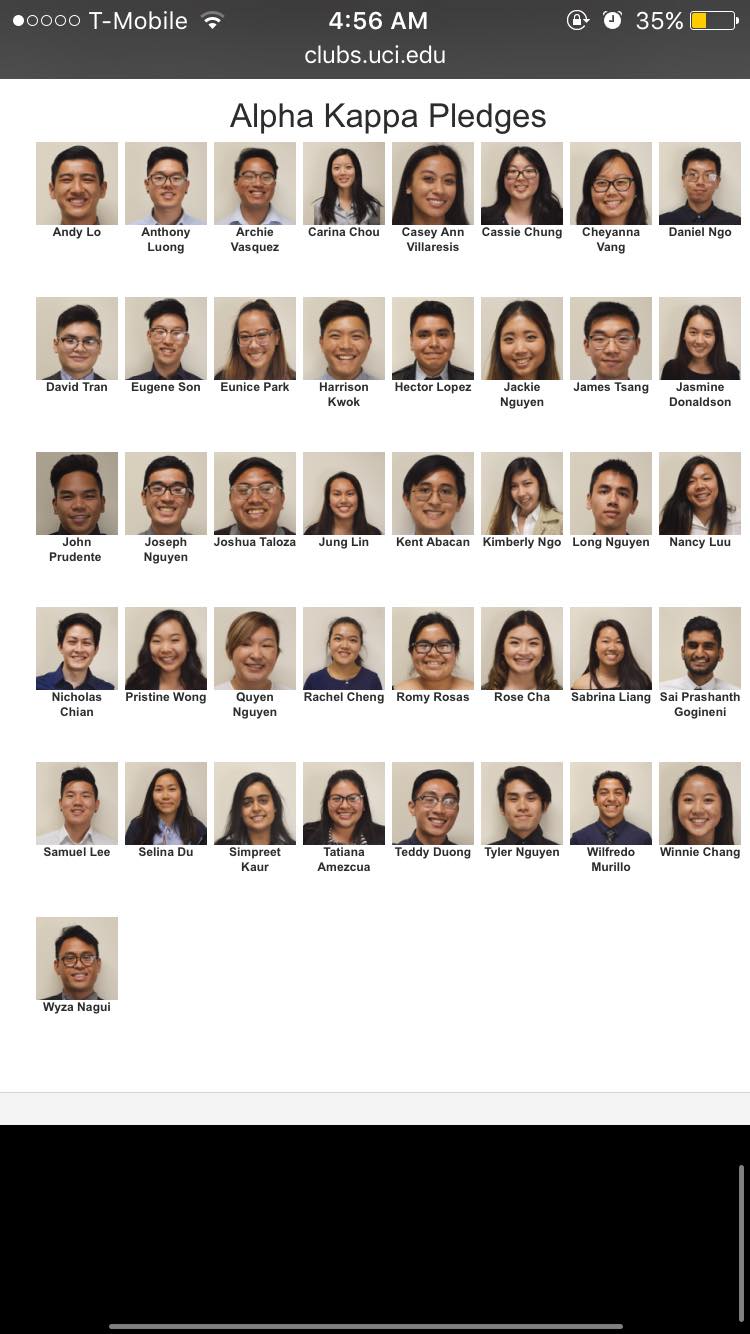 T-Mobile 4:56 AM 35%
clubs.uci.edu
Alpha Kappa Pledges
Andy Lo
Anthony
Luong
Archie
Vasquez
Carina Chou
Casey Ann
Villaresis
Cassie Chung
Cheyanna
Vang
Daniel Ngo
David Tran
Eugene Son
Eunice Park
Harrison
Kwok
Hector Lopez
Jackie
Nguyen
James Tsang
Jasmine
Donaldson
John
Prudente
Joseph
Nguyen
Joshua Taloza
Jung Lin
Kent Abacan
Kimberly Ngo
Long Nguyen
Nancy Luu
Nicholas
Chian
Pristine Wong
Quyen
Nguyen
Rachel Cheng
Romy Rosas
Rose Cha
Sabrina Liang
Sai Prashanth
Gogineni
Samuel Lee
Selina Du
Simpreet
Kaur
Tatiana
Amezcua
Teddy Duong
Tyler Nguyen
Wilfredo
Murillo
Winnie Chang
Wyza Nagui